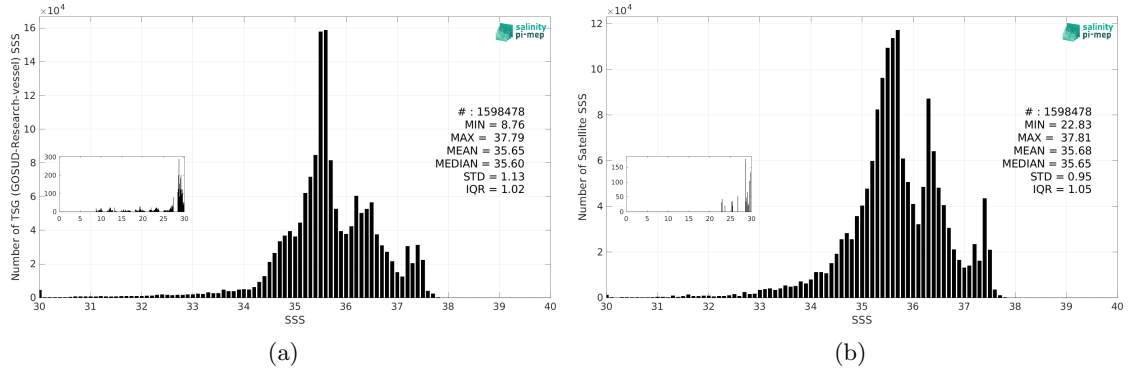 ×10⁴
salinity
pi-mep
Number of TSG (GOSUD-Research-vessel) SSS
16
14
12
10
8
6
4
2
0
# : 1598478
MIN = 8.76
MAX = 37.79
MEAN = 35.65
MEDIAN = 35.60
STD = 1.13
IQR = 1.02
300
200
100
0
0 5 10 15 20 25 30
30 31 32 33 34 35 36 37 38 39 40
SSS
(a)
×10⁴
salinity
pi-mep
Number of Satellite SSS
12
10
8
6
4
2
0
# : 1598478
MIN = 22.83
MAX = 37.81
MEAN = 35.68
MEDIAN = 35.65
STD = 0.95
IQR = 1.05
150
100
50
0
0 5 10 15 20 25 30
30 31 32 33 34 35 36 37 38 39 40
SSS
(b)